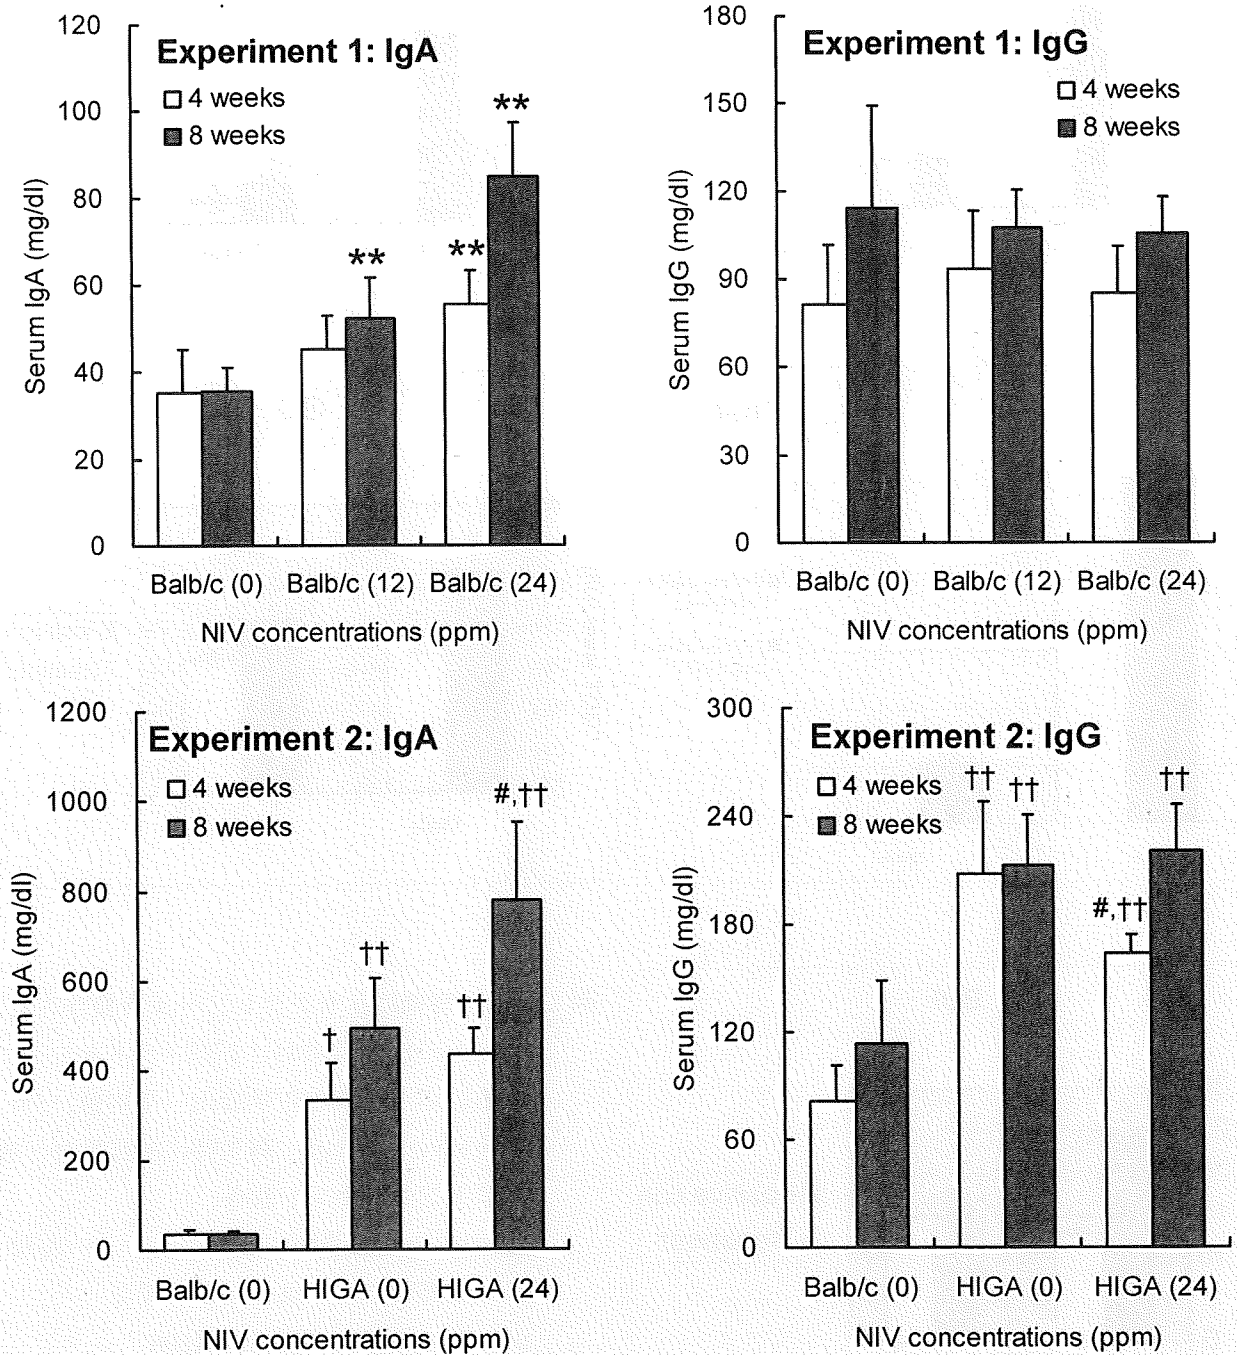 Experiment 1: IgA
4 weeks
8 weeks
Serum IgA (mg/dl)
120
100
80
60
40
20
0
**
**
**
Balb/c (0) Balb/c (12) Balb/c (24)
NIV concentrations (ppm)
Experiment 1: IgG
4 weeks
8 weeks
Serum IgG (mg/dl)
180
150
120
90
60
30
0
Balb/c (0) Balb/c (12) Balb/c (24)
NIV concentrations (ppm)
Experiment 2: IgA
4 weeks
8 weeks
Serum IgA (mg/dl)
1200
1000
800
600
400
200
0
†
††
††
#,††
Balb/c (0) HIGA (0) HIGA (24)
NIV concentrations (ppm)
Experiment 2: IgG
4 weeks
8 weeks
Serum IgG (mg/dl)
300
240
180
120
60
0
††
††
#,††
††
Balb/c (0) HIGA (0) HIGA (24)
NIV concentrations (ppm)